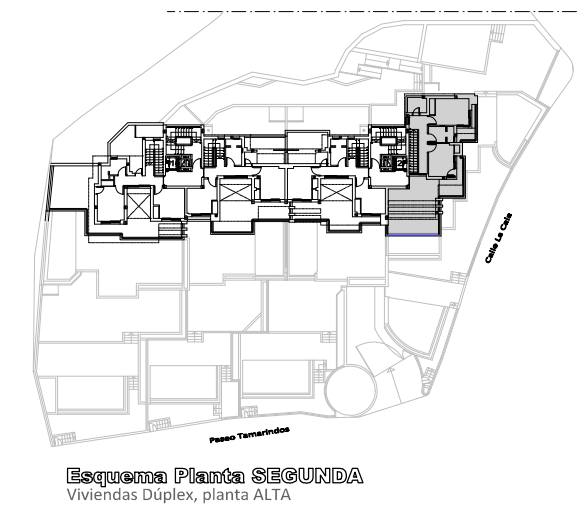 Calle La Cala
Paseo Tamarindos
Esquema Planta SEGUNDA
Viviendas Dúplex, planta ALTA